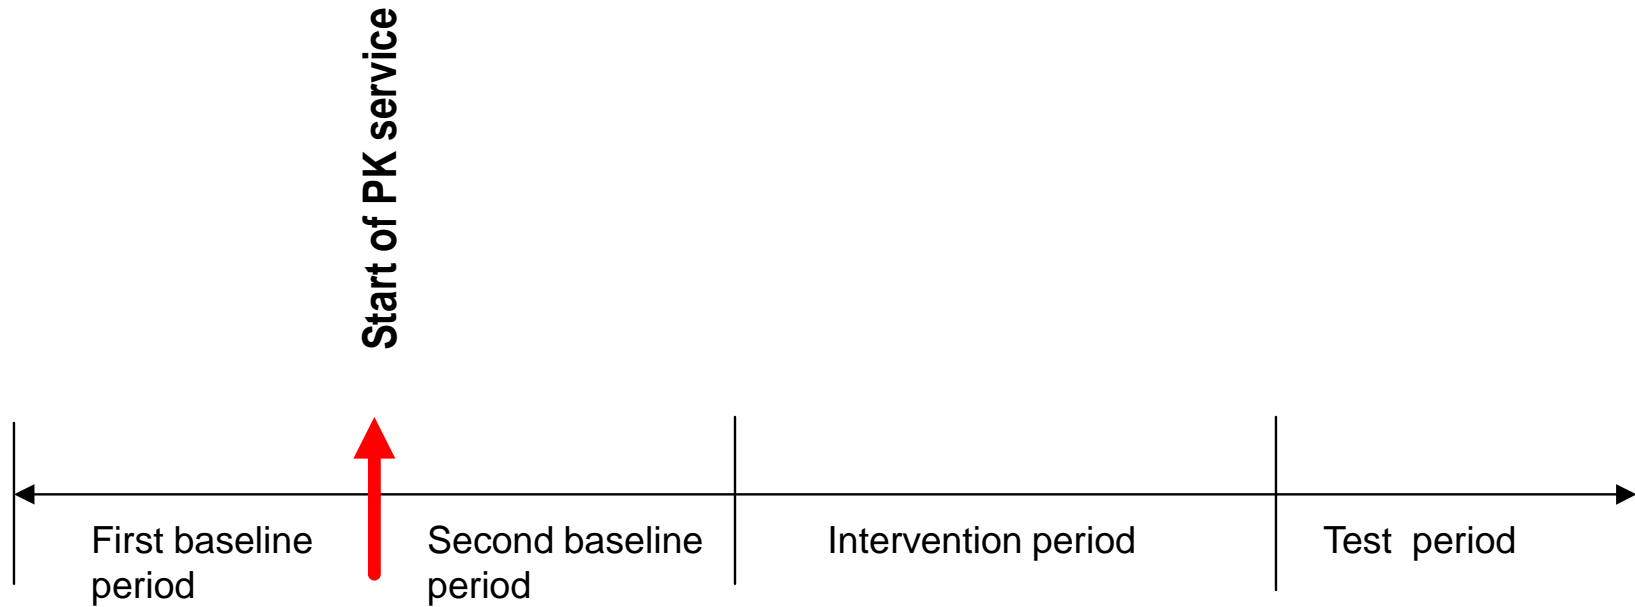 Start of PK service
First baseline
period
Second baseline
period
Intervention period
Test  period